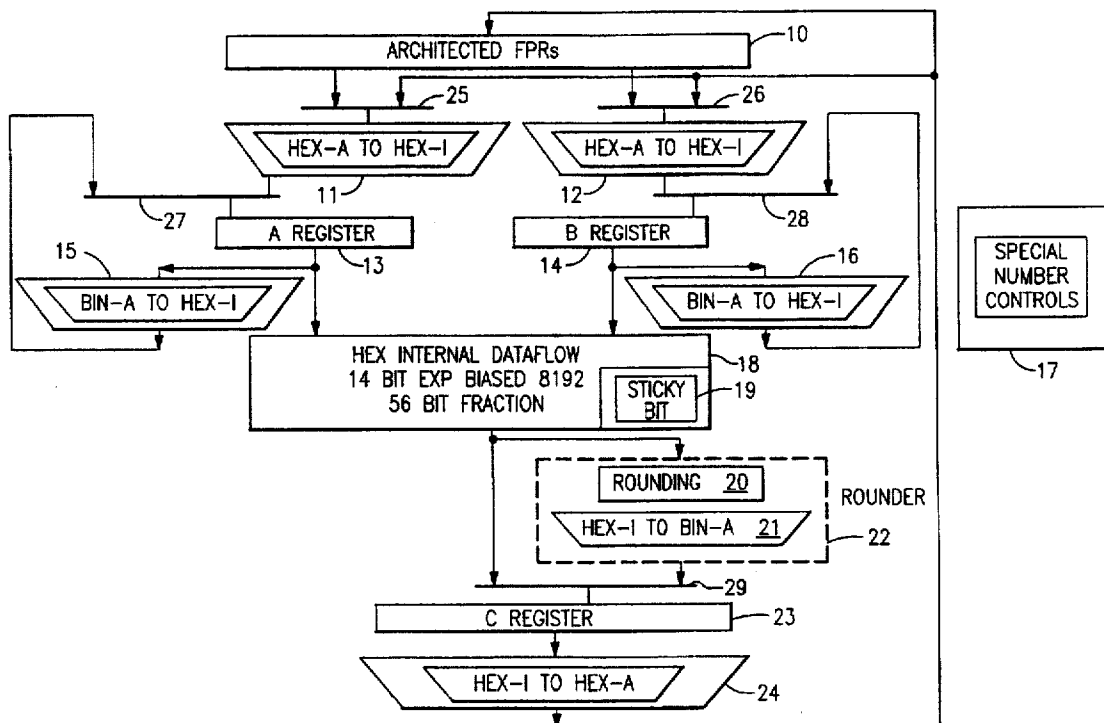 10
ARCHITECTED FPRs
25
26
HEX-A TO HEX-I
HEX-A TO HEX-I
11
12
27
28
A REGISTER
B REGISTER
13
14
15
16
BIN-A TO HEX-I
BIN-A TO HEX-I
SPECIAL
NUMBER
CONTROLS
17
HEX INTERNAL DATAFLOW
14 BIT EXP BIASED 8192
56 BIT FRACTION
18
STICKY
BIT
19
ROUNDING 20
HEX-I TO BIN-A 21
ROUNDER
22
29
C REGISTER
23
HEX-I TO HEX-A
24